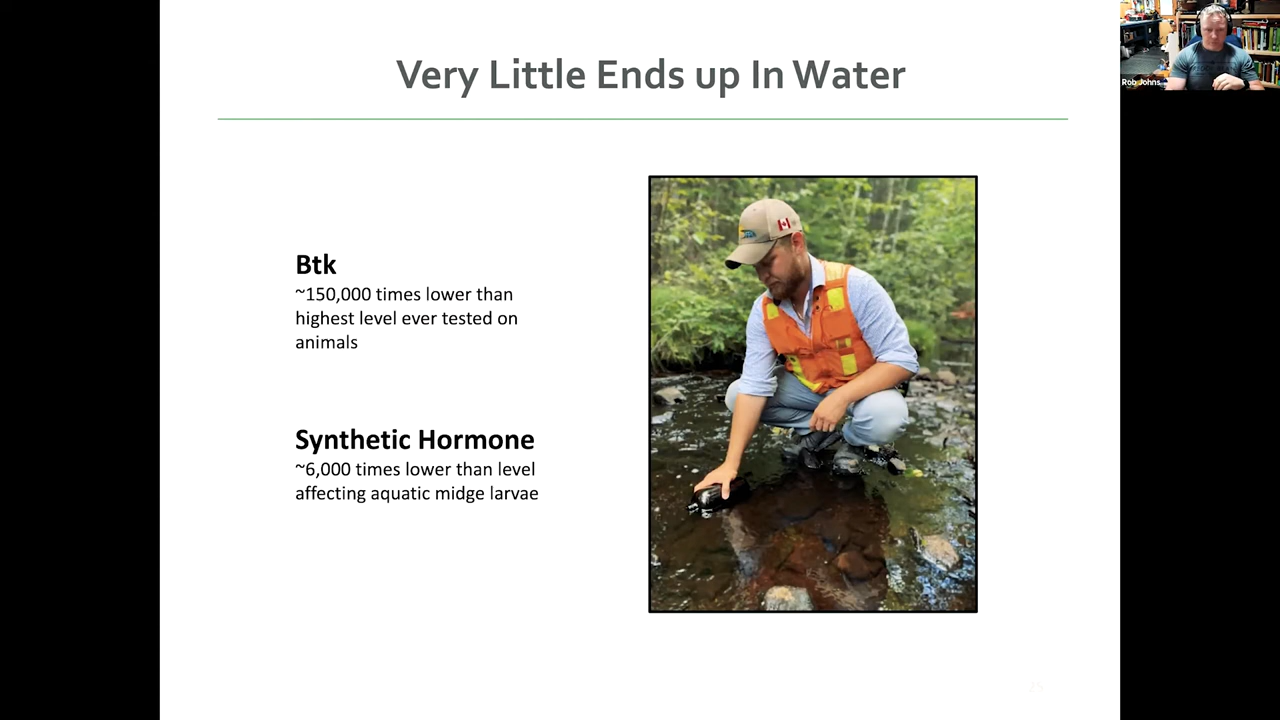 Very Little Ends up In Water
Rob Johns
Btk
~150,000 times lower than
highest level ever tested on
animals
Synthetic Hormone
~6,000 times lower than level
affecting aquatic midge larvae